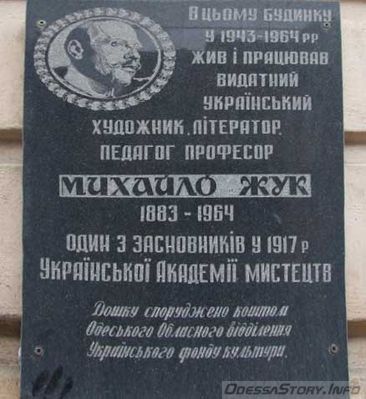 В цьому будинку
у 1943-1964 рр
жив і працював
видатний
український
художник, літератор,
педагог професор
МИХАЙЛО ЖУК
1883 - 1964
один з засновників у 1917 р
Української Академії мистецтв
Дошку споруджено коштом
Одеського Обласного відділення
Українського фонду культури.
OdessaStory.Info